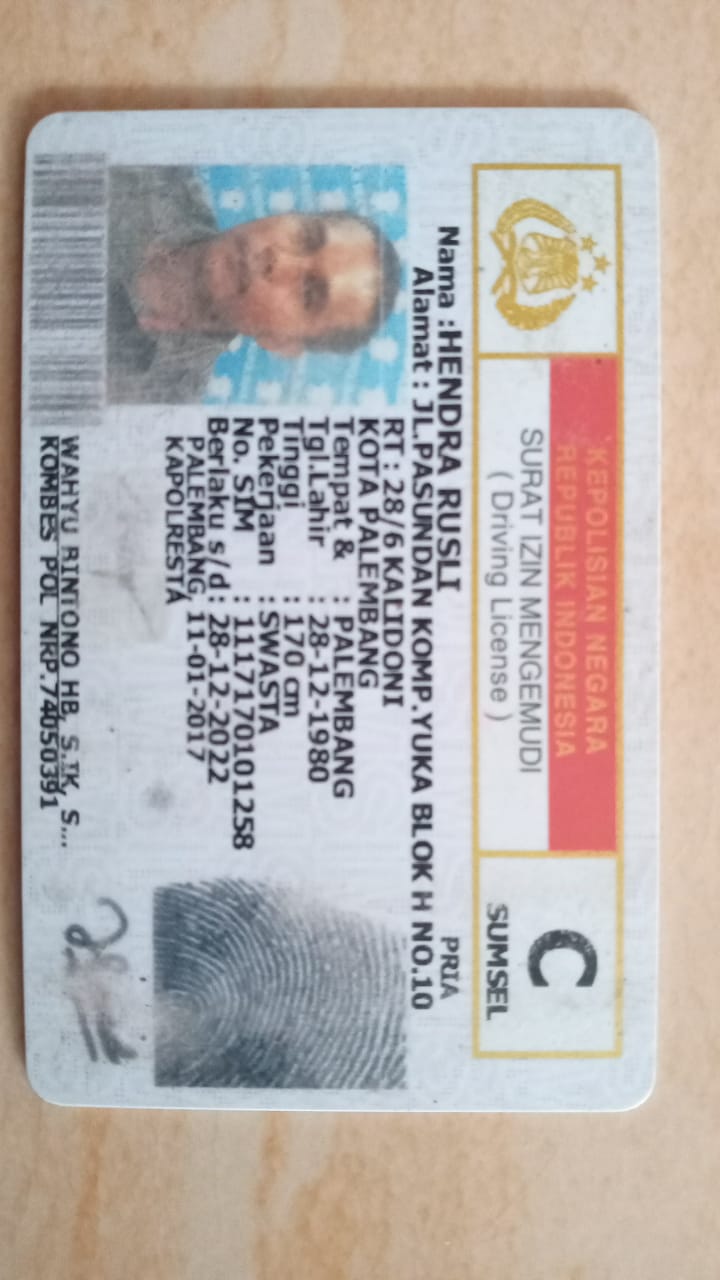 KEPOLISIAN NEGARA
REPUBLIK INDONESIA
SURAT IZIN MENGEMUDI
( Driving License )
C
SUMSEL
PRIA
Nama :HENDRA RUSLI
Alamat : JL.PASUNDAN KOMP.YUKA BLOK H NO.10
RT : 28/6 KALIDONI
KOTA PALEMBANG
Tempat & : PALEMBANG
Tgl.Lahir : 28-12-1980
Tinggi : 170 cm
Pekerjaan : SWASTA
No. SIM : 111717010101258
Berlaku s/d : 28-12-2022
PALEMBANG, 11-01-2017
KAPOLRESTA
WAHYU BINTONO HB, S.IK, S...
KOMBES POL NRP.74050391